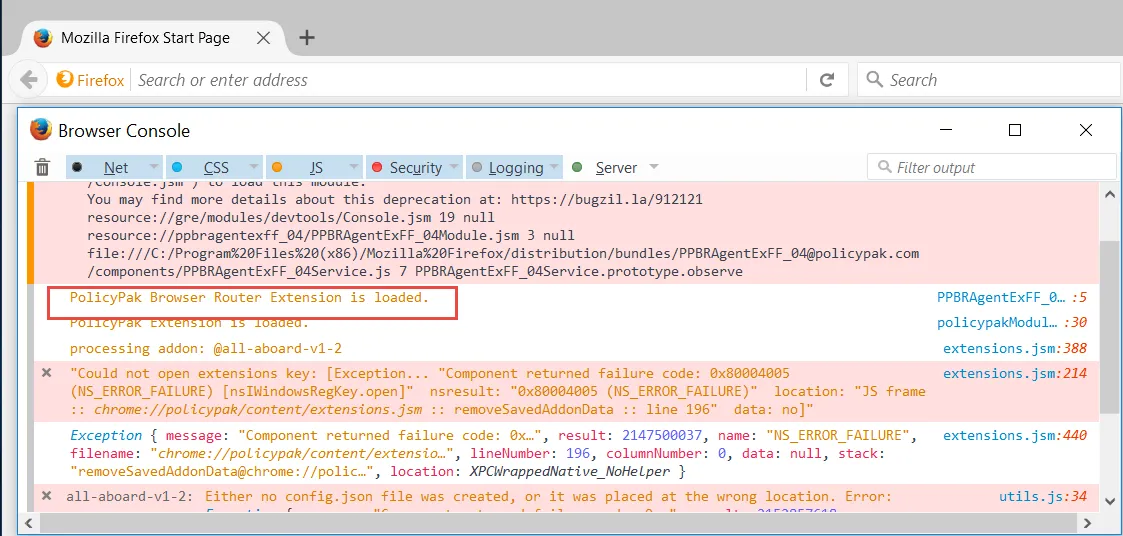 Mozilla Firefox Start Page
Firefox Search or enter address Search
Browser Console
Net CSS JS Security Logging Server Filter output
/Console.jsm") to load this module.
You may find more details about this deprecation at: https://bugzil.la/912121
resource://gre/modules/devtools/Console.jsm 19 null
resource://ppbragentexff_04/PPBRAgentExFF_04Module.jsm 3 null
file:///C:/Program%20Files%20(x86)/Mozilla%20Firefox/distribution/bundles/PPBRAgentExFF_04@policypak.com
/components/PPBRAgentExFF_04Service.js 7 PPBRAgentExFF_04Service.prototype.observe
PolicyPak Browser Router Extension is loaded. PPBRAgentExFF_0… :5
PolicyPak Extension is loaded. policypakModul… :30
processing addon: @all-aboard-v1-2 extensions.jsm:388
"Could not open extensions key: [Exception... "Component returned failure code: 0x80004005 extensions.jsm:214
(NS_ERROR_FAILURE) [nsIWindowsRegKey.open]" nsresult: "0x80004005 (NS_ERROR_FAILURE)" location: "JS frame
:: chrome://policypak/content/extensions.jsm :: removeSavedAddonData :: line 196" data: no]"
Exception { message: "Component returned failure code: 0x…", result: 2147500037, name: "NS_ERROR_FAILURE", extensions.jsm:440
filename: "chrome://policypak/content/extensio…", lineNumber: 196, columnNumber: 0, data: null, stack:
"removeSavedAddonData@chrome://polic…", location: XPCWrappedNative_NoHelper }
all-aboard-v1-2: Either no config.json file was created, or it was placed at the wrong location. Error: utils.js:34